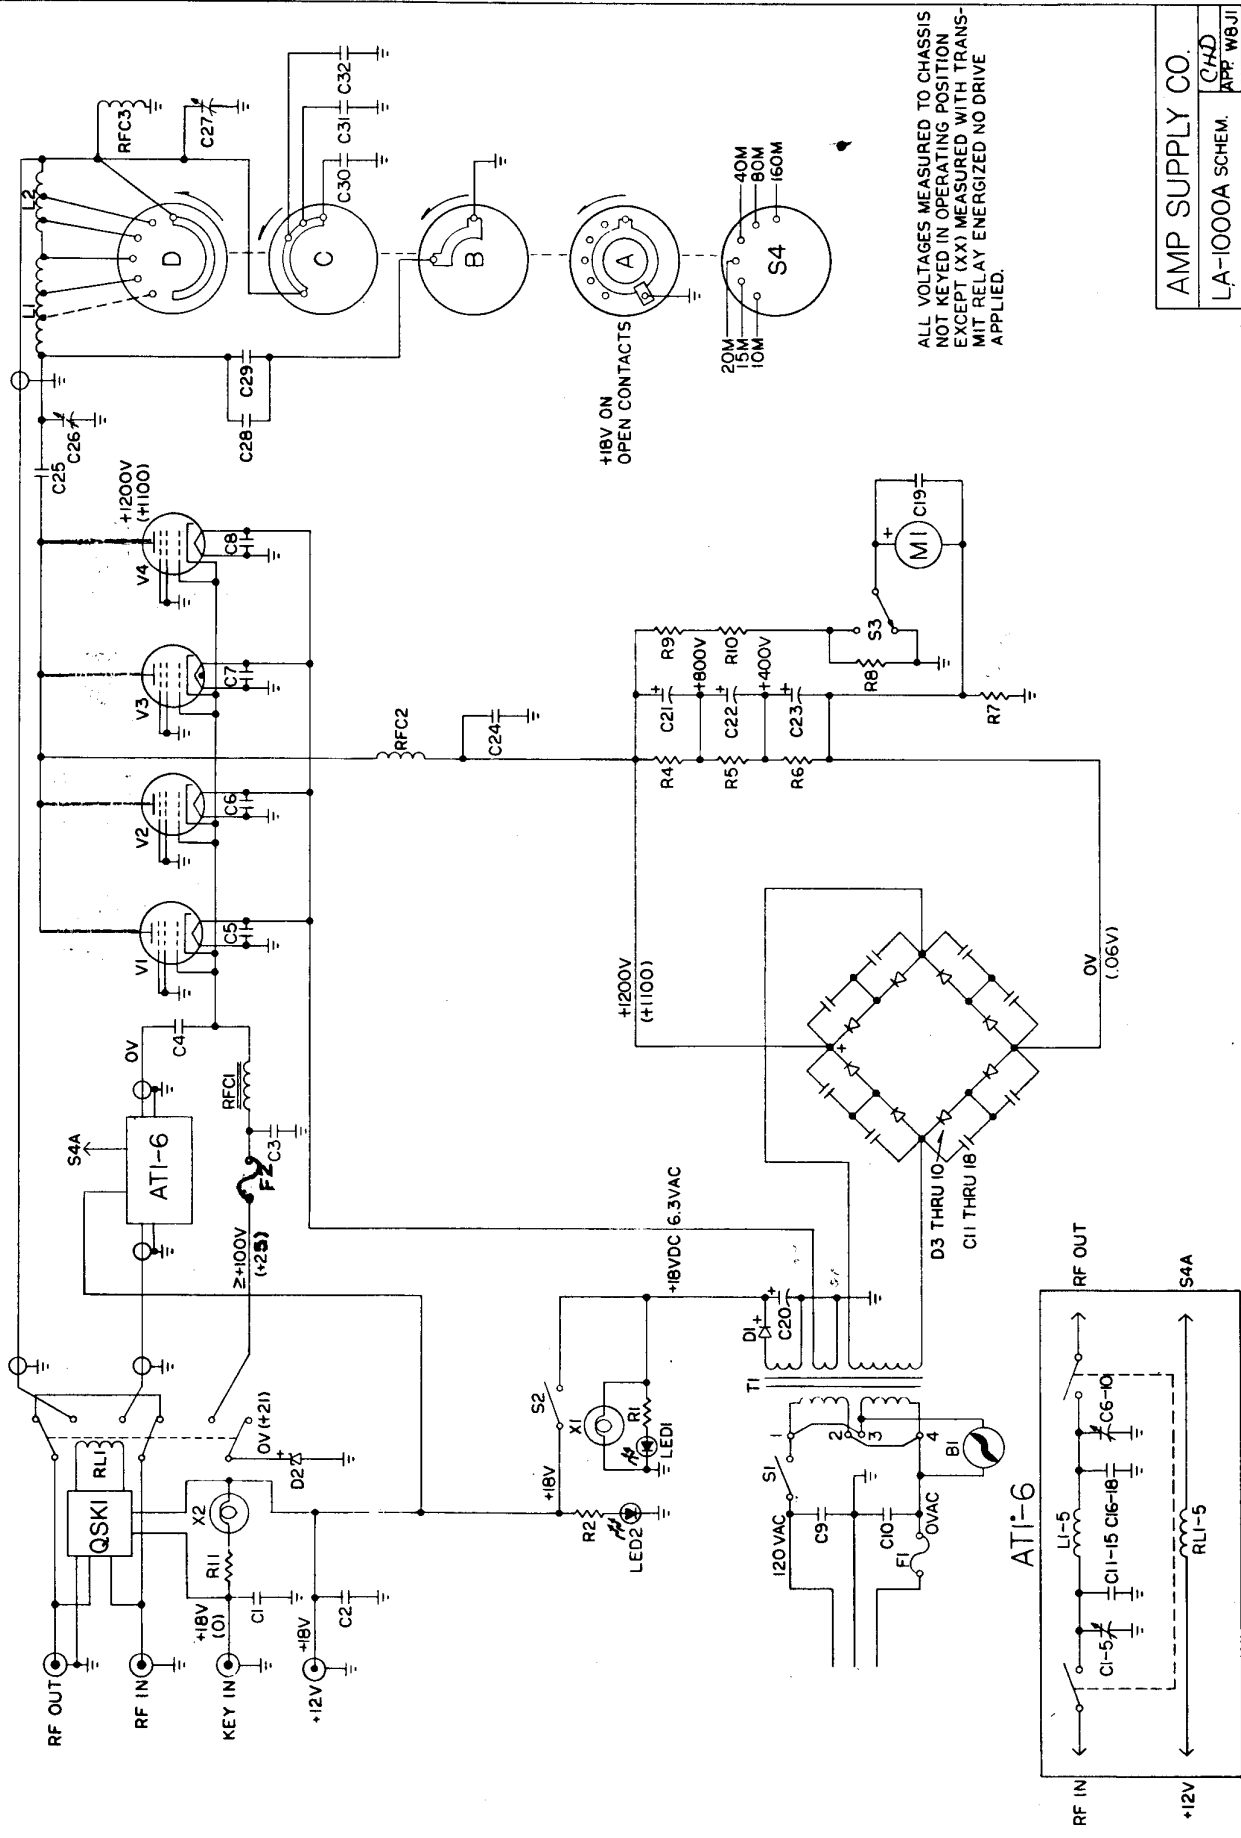 RF OUT
RF IN
KEY IN
+12V
+18V
(0)
+18V
C1
C2
R11
X2
QSK1
RL1
D2
0V (+21)
≥+100V
(+25)
F2
C3
RFC1
S4A
AT1-6
0V
C4
V1
V2
V3
V4
C5
C6
C7
C8
+1200V
(+1100)
C25
C26
L1
L2
RFC3
C27
C28
C29
C30
C31
C32
D
C
B
A
S4
+18V ON
OPEN CONTACTS
20M
15M
10M
40M
80M
160M
RFC2
C24
+1200V
(+1100)
R4
R5
R6
C21
C22
C23
+800V
+400V
R9
R10
R8
R7
S3
M1
+
C19
0V
(.06V)
D3 THRU 10
C11 THRU 18
+18VDC
6.3VAC
S2
+18V
X1
R1
LED1
R2
LED2
D1
C20
T1
S1
120VAC
C9
C10
F1
0VAC
B1
1
2
3
4
ALL VOLTAGES MEASURED TO CHASSIS
NOT KEYED IN OPERATING POSITION
EXCEPT (XX) MEASURED WITH TRANS-
MIT RELAY ENERGIZED NO DRIVE
APPLIED.
AT1-6
RF IN
RF OUT
C1-5
C11-15
L1-5
C16-18
C6-10
+12V
RL1-5
S4A
AMP SUPPLY CO.
LA-1000A SCHEM.
CHD
APP. W8JI